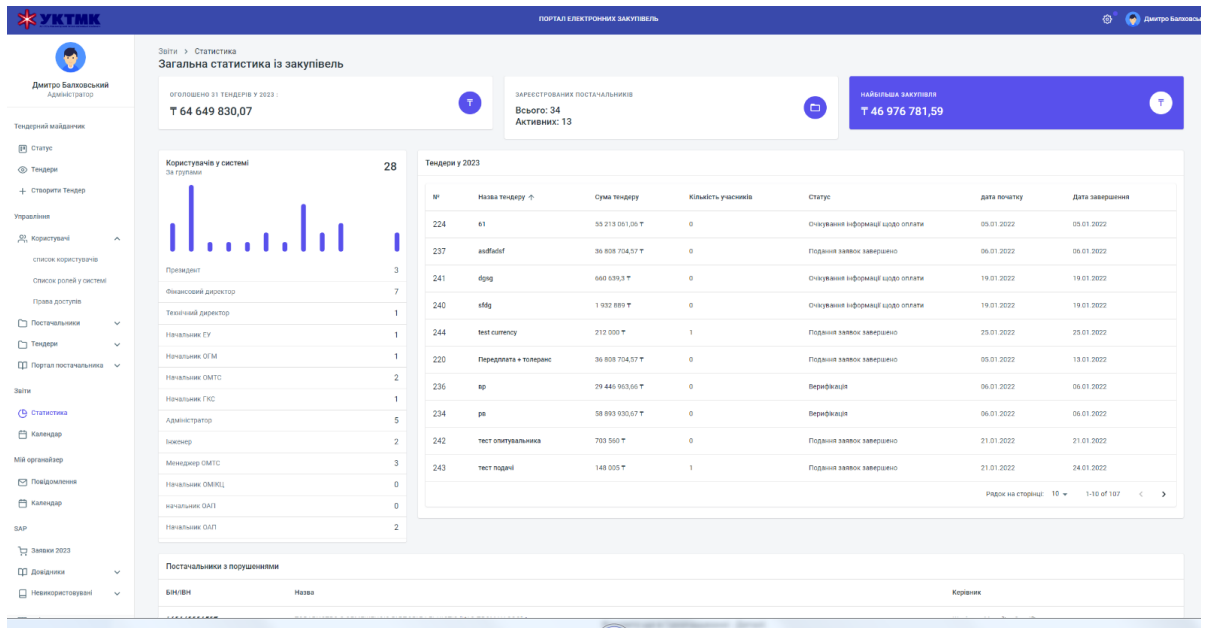 УКТМК
ПОРТАЛ ЕЛЕКТРОННИХ ЗАКУПІВЕЛЬ
Дмитро Балховсь
Дмитро Балховський
Адміністратор
Тендерний майданчик
Статус
Тендери
Створити Тендер
Управління
Користувачі
список користувачів
Список ролей у системі
Права доступів
Постачальники
Тендери
Портал постачальника
Звіти
Статистика
Календар
Мій органайзер
Повідомлення
Календар
SAP
Заявки 2023
Довідники
Невикористовувані
Звіти > Статистика
Загальна статистика із закупівель
ОГОЛОШЕНО 31 ТЕНДЕРІВ У 2023 :
₸ 64 649 830,07
ЗАРЕЄСТРОВАНИХ ПОСТАЧАЛЬНИКІВ
Всього: 34
Активних: 13
НАЙБІЛЬША ЗАКУПІВЛЯ
₸ 46 976 781,59
Користувачів у системі 28
За групами
Президент 3
Фінансовий директор 7
Технічний директор 1
Начальник ЕУ 1
Начальник ОГМ 1
Начальник ОМТС 2
Начальник ГКС 1
Адміністратор 5
Інженер 2
Менеджер ОМТС 3
Начальник ОМіКЦ 0
начальник ОАП 0
Начальник ОАП 2
Тендери у 2023
№ Назва тендеру ↑ Сума тендеру Кількість учасників Статус дата початку Дата завершення
224 61 55 213 061,06 ₸ 0 Очікування інформації щодо оплати 05.01.2022 05.01.2022
237 asdfadsf 36 808 704,57 ₸ 0 Подання заявок завершено 06.01.2022 06.01.2022
241 dgsg 660 639,3 ₸ 0 Очікування інформації щодо оплати 19.01.2022 19.01.2022
240 sfdg 1 932 889 ₸ 0 Очікування інформації щодо оплати 19.01.2022 19.01.2022
244 test currency 212 000 ₸ 1 Подання заявок завершено 25.01.2022 25.01.2022
220 Передплата + толеранс 36 808 704,57 ₸ 0 Подання заявок завершено 05.01.2022 13.01.2022
236 вр 29 446 963,66 ₸ 0 Верифікація 06.01.2022 06.01.2022
234 рв 58 893 930,67 ₸ 0 Верифікація 06.01.2022 06.01.2022
242 тест опитувальника 703 560 ₸ 0 Подання заявок завершено 21.01.2022 21.01.2022
243 тест подачі 148 005 ₸ 1 Подання заявок завершено 21.01.2022 24.01.2022
Рядок на сторінці: 10 1-10 of 107
Постачальники з порушеннями
БІН/ІВН Назва Керівник